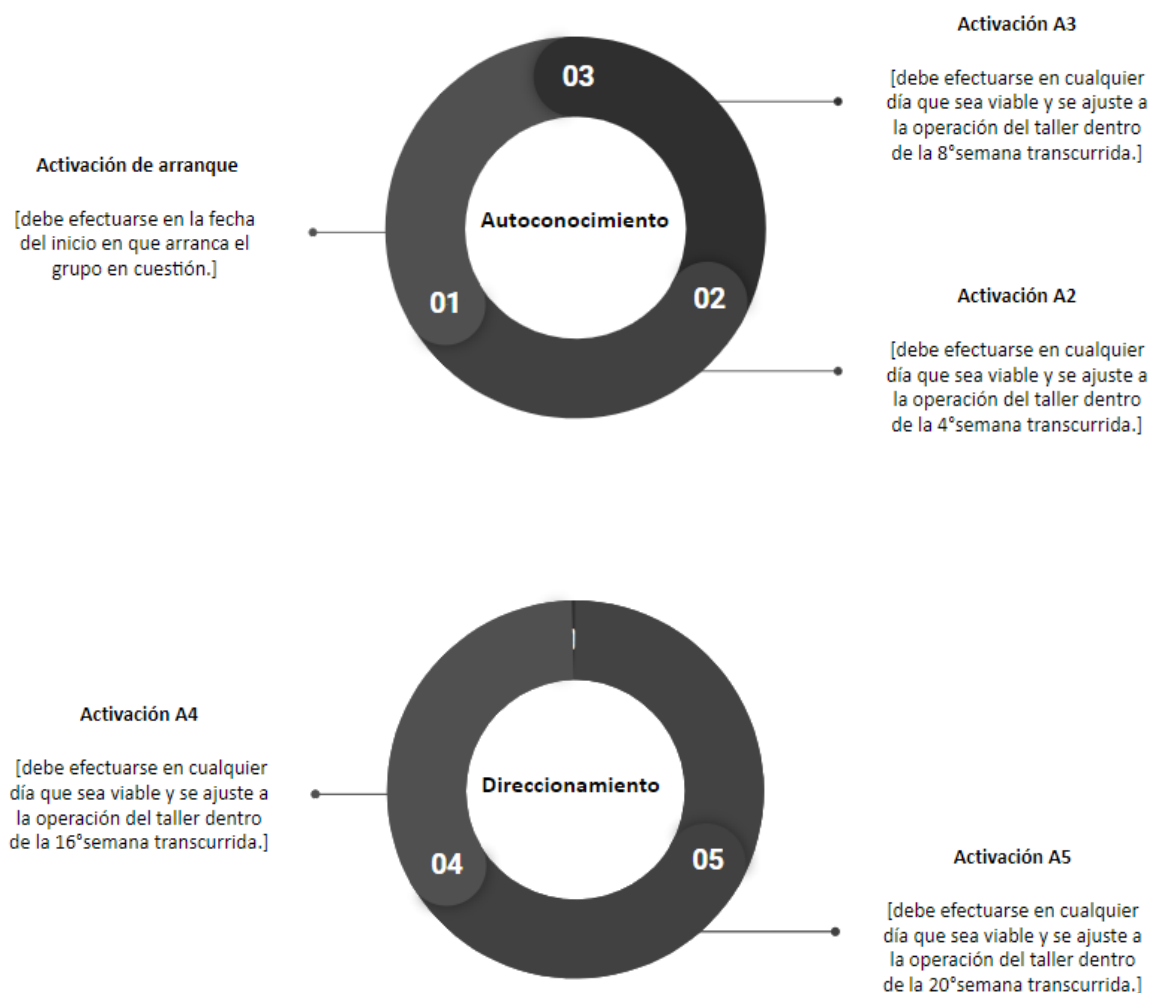 Activación A3
[debe efectuarse en cualquier
día que sea viable y se ajuste a
la operación del taller dentro
de la 8°semana transcurrida.]
03
Activación de arranque
[debe efectuarse en la fecha
del inicio en que arranca el
grupo en cuestión.]
Autoconocimiento
01
02
Activación A2
[debe efectuarse en cualquier
día que sea viable y se ajuste a
la operación del taller dentro
de la 4°semana transcurrida.]
Activación A4
[debe efectuarse en cualquier
día que sea viable y se ajuste a
la operación del taller dentro
de la 16°semana transcurrida.]
Direccionamiento
04
05
Activación A5
[debe efectuarse en cualquier
día que sea viable y se ajuste a
la operación del taller dentro
de la 20°semana transcurrida.]